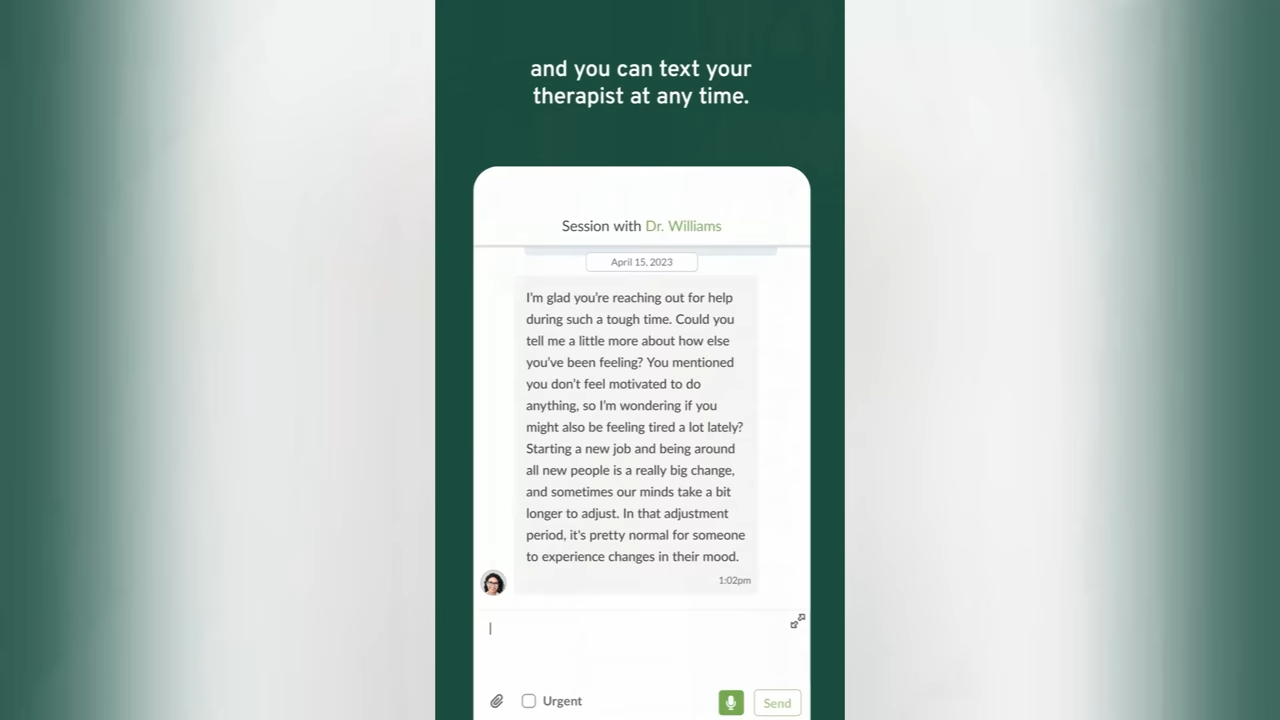 and you can text your
therapist at any time.
Session with Dr. Williams
April 15, 2023
I'm glad you're reaching out for help
during such a tough time. Could you
tell me a little more about how else
you've been feeling? You mentioned
you don't feel motivated to do
anything, so I'm wondering if you
might also be feeling tired a lot lately?
Starting a new job and being around
all new people is a really big change,
and sometimes our minds take a bit
longer to adjust. In that adjustment
period, it's pretty normal for someone
to experience changes in their mood.
1:02pm
Urgent
Send